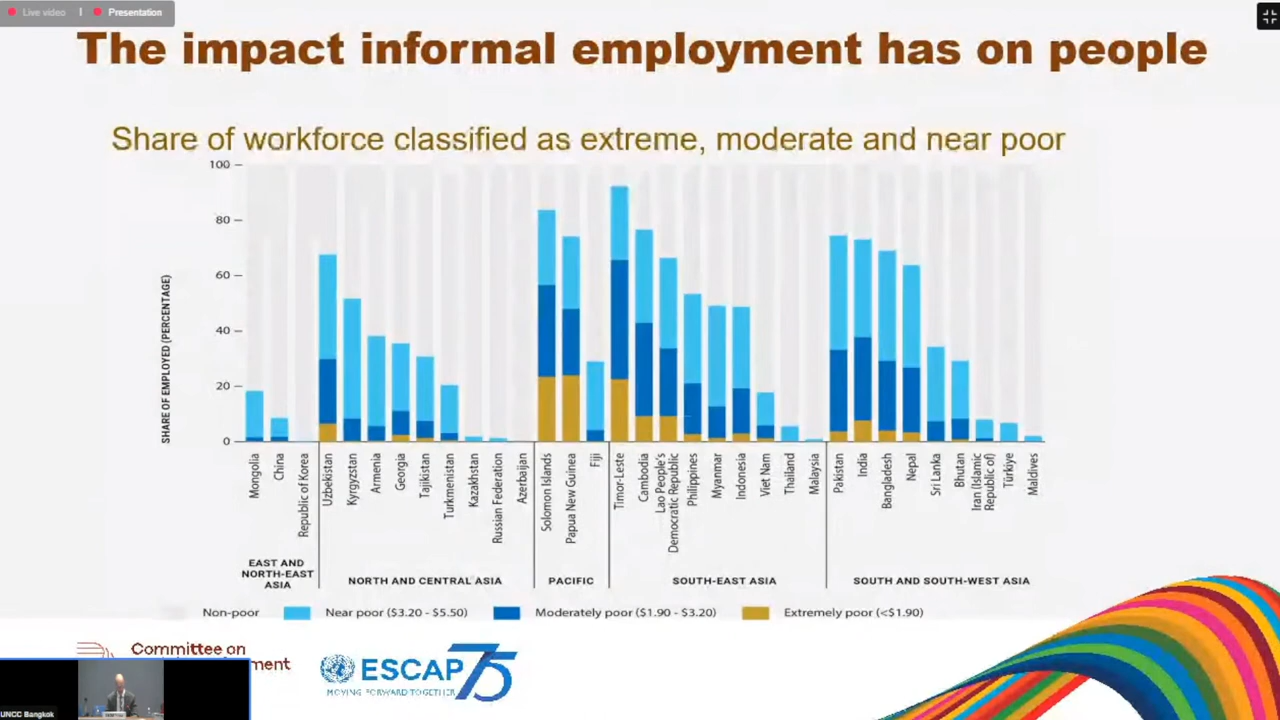 Live video | Presentation
The impact informal employment has on people
Share of workforce classified as extreme, moderate and near poor
SHARE OF EMPLOYED (PERCENTAGE)
100
80
60
40
20
0
Mongolia
China
Republic of Korea
Uzbekistan
Kyrgyzstan
Armenia
Georgia
Tajikistan
Turkmenistan
Kazakhstan
Russian Federation
Azerbaijan
Solomon Islands
Papua New Guinea
Fiji
Timor-Leste
Cambodia
Lao People's
Democratic Republic
Philippines
Myanmar
Indonesia
Viet Nam
Thailand
Malaysia
Pakistan
India
Bangladesh
Nepal
Sri Lanka
Bhutan
Iran (Islamic
Republic of)
Türkiye
Maldives
EAST AND
NORTH-EAST
ASIA
NORTH AND CENTRAL ASIA
PACIFIC
SOUTH-EAST ASIA
SOUTH AND SOUTH-WEST ASIA
Non-poor
Near poor ($3.20 - $5.50)
Moderately poor ($1.90 - $3.20)
Extremely poor (<$1.90)
Committee on
ESCAP 75
MOVING FORWARD TOGETHER
UNCC Bangkok